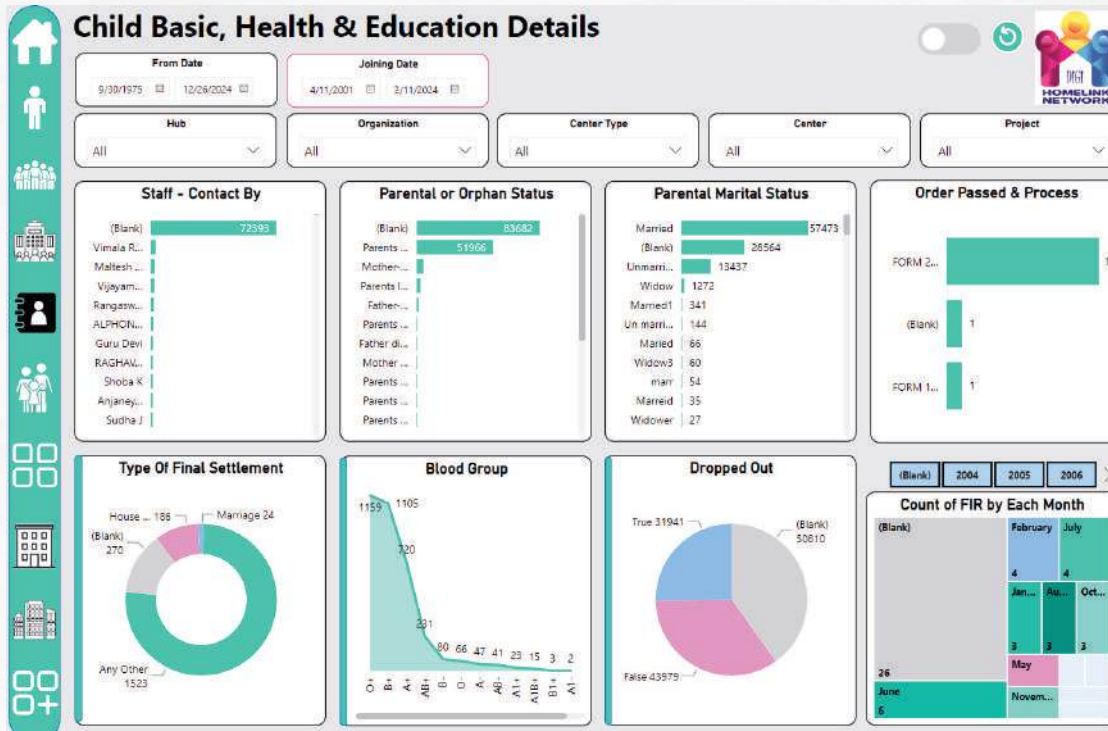 Child Basic, Health & Education Details
From Date
9/30/1975 12/26/2024
Joining Date
4/11/2001 2/11/2024
DIGI
HOMELINK
NETWORK
Hub
All
Organization
All
Center Type
All
Center
All
Project
All
Staff - Contact By
(Blank) 72393
Vimala R...
Maltesh ...
Vijayam...
Rangasw...
ALPHON...
Guru Devi
RAGHAV...
Shoba K
Anjaney...
Sudha J
Parental or Orphan Status
(Blank) 83682
Parents ... 51966
Mother-...
Parents l...
Father-...
Parents ...
Father di...
Mother ...
Parents ...
Parents ...
Parents ...
Parental Marital Status
Married 57473
(Blank) 28564
Unmarri... 13437
Widow 1272
Married1 341
Un marri... 144
Maried 66
Widow3 60
marr 54
Marreid 35
Widower 27
Order Passed & Process
FORM 2... 1
(Blank) 1
FORM 1... 1
Type Of Final Settlement
House ... 186
Marriage 24
(Blank)
270
Any Other
1523
Blood Group
1159 1105 720 231 80 66 47 41 23 15 3 2
O+ B+ A+ AB+ B- O- A- AB- A1+ A1B+ B1+ A1-
Dropped Out
True 31941
(Blank)
50810
False 43979
(Blank) 2004 2005 2006
Count of FIR by Each Month
(Blank)
26
June
6
February
4
July
4
Jan...
3
Au...
3
Oct...
3
May
Novem...